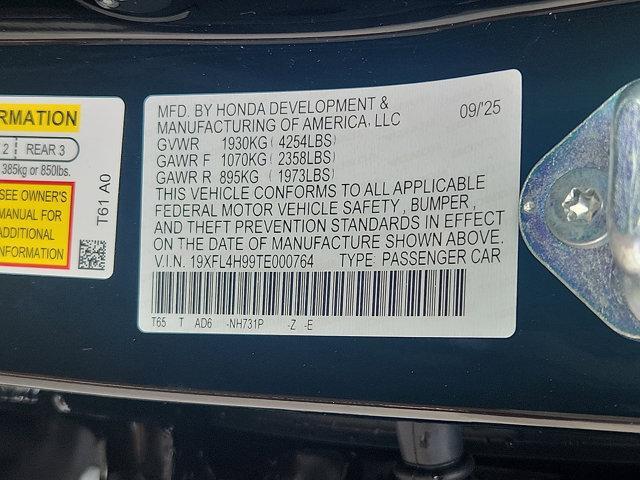 RMATION
2 REAR 3
385kg or 850lbs.
SEE OWNER'S
MANUAL FOR
ADDITIONAL
INFORMATION
T61 A0
MFD. BY HONDA DEVELOPMENT &
MANUFACTURING OF AMERICA. LLC 09/'25
GVWR 1930KG ( 4254LBS)
GAWR F 1070KG ( 2358LBS)
GAWR R 895KG ( 1973LBS)
THIS VEHICLE CONFORMS TO ALL APPLICABLE
FEDERAL MOTOR VEHICLE SAFETY , BUMPER ,
AND THEFT PREVENTION STANDARDS IN EFFECT
ON THE DATE OF MANUFACTURE SHOWN ABOVE.
V.I.N. 19XFL4H99TE000764 TYPE PASSENGER CAR
T65 T AD6 -NH731P -Z -E